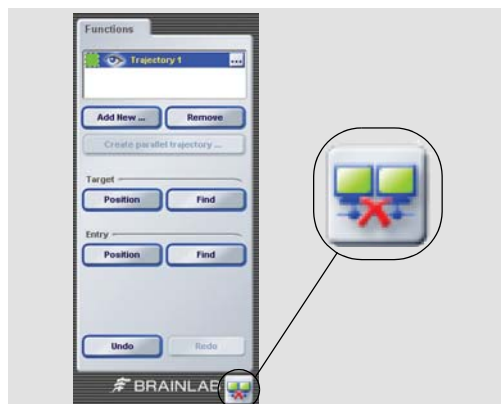 Functions
Trajectory 1 ...
Add New ... Remove
Create parallel trajectory ...
Target
Position Find
Entry
Position Find
Undo Redo
BRAINLAB